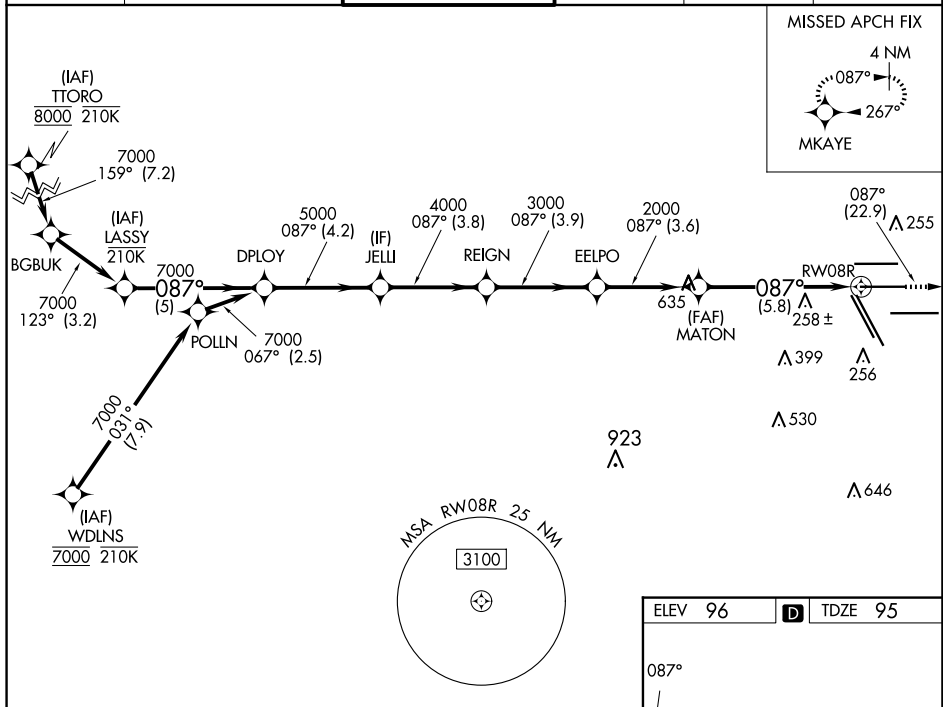 MISSED APCH FIX
4 NM
087°
267°
MKAYE
(IAF)
TTORO
8000 210K
7000
159° (7.2)
(IAF)
LASSY
210K
BGBUK
7000
123° (3.2)
7000
087°
(5)
DPLOY
5000
087° (4.2)
(IF)
JELLI
4000
087° (3.8)
REIGN
3000
087° (3.9)
EELPO
2000
087° (3.6)
635
(FAF)
MATON
087°
(5.8)
RW08R
087°
(22.9)
255
258 ±
399
256
530
646
923
POLLN
7000
067° (2.5)
7000
031°
(7.9)
(IAF)
WDLNS
7000 210K
MSA RW08R 25 NM
3100
ELEV 96
D
TDZE 95
087°